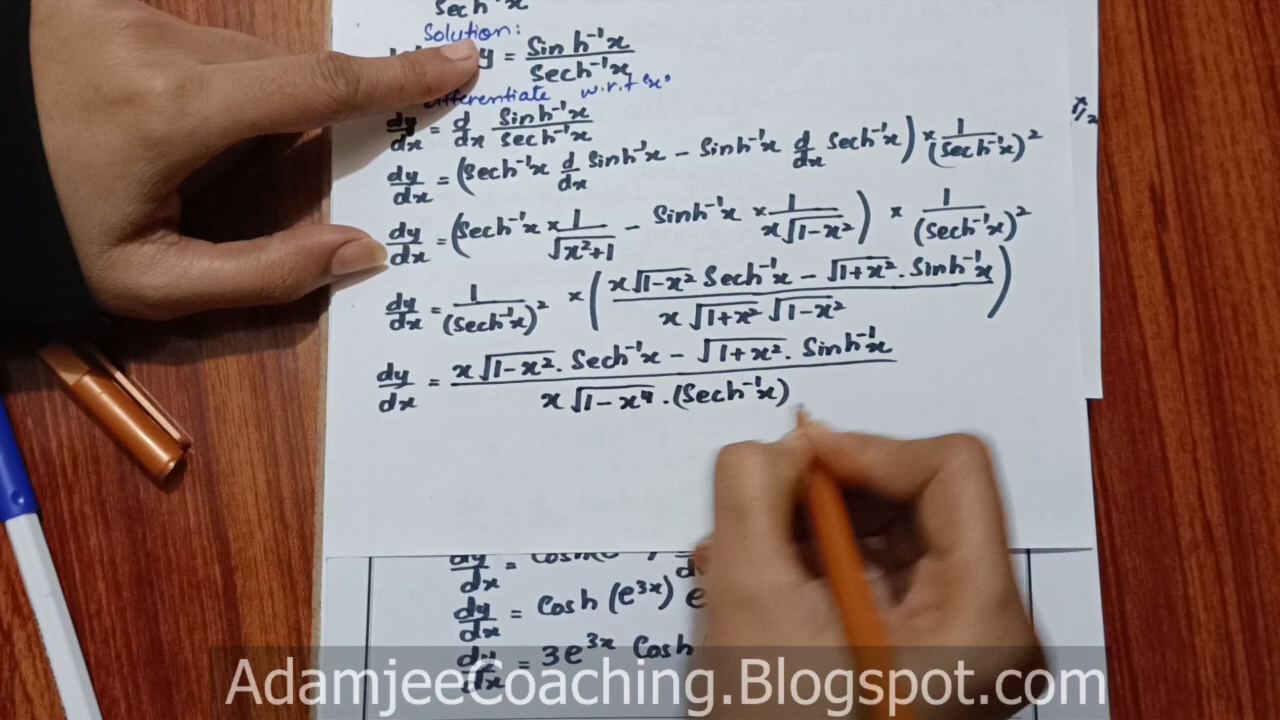 Sech⁻¹x
Solution:
y = Sinh⁻¹x / Sech⁻¹x
Differentiate w.r.t "x"
dy/dx = d/dx Sinh⁻¹x / Sech⁻¹x
dy/dx = (Sech⁻¹x d/dx Sinh⁻¹x − Sinh⁻¹x d/dx Sech⁻¹x) × 1/(Sech⁻¹x)²
dy/dx = (Sech⁻¹x × 1/√x²+1 − Sinh⁻¹x × 1/x√1−x²) × 1/(Sech⁻¹x)²
dy/dx = 1/(Sech⁻¹x)² × (x√1−x² Sech⁻¹x − √1+x² . Sinh⁻¹x / x √1+x² √1−x²)
dy/dx = x√1−x² . Sech⁻¹x − √1+x² . Sinh⁻¹x / x √1−x⁴ . (Sech⁻¹x)
dy/dx =
dy/dx = Cosh (e³ˣ) e
dy/dx = 3e³ˣ Cosh
AdamjeeCoaching.Blogspot.com